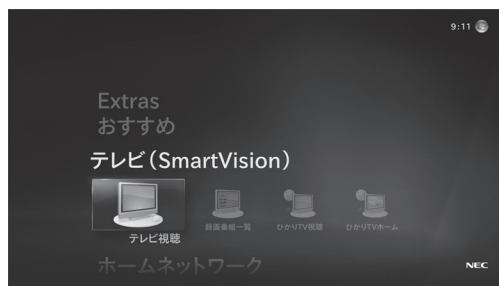 9:11
Extras
おすすめ
テレビ（SmartVision）
テレビ視聴
録画番組一覧
ひかりTV視聴
ひかりTVホーム
ホームネットワーク
NEC